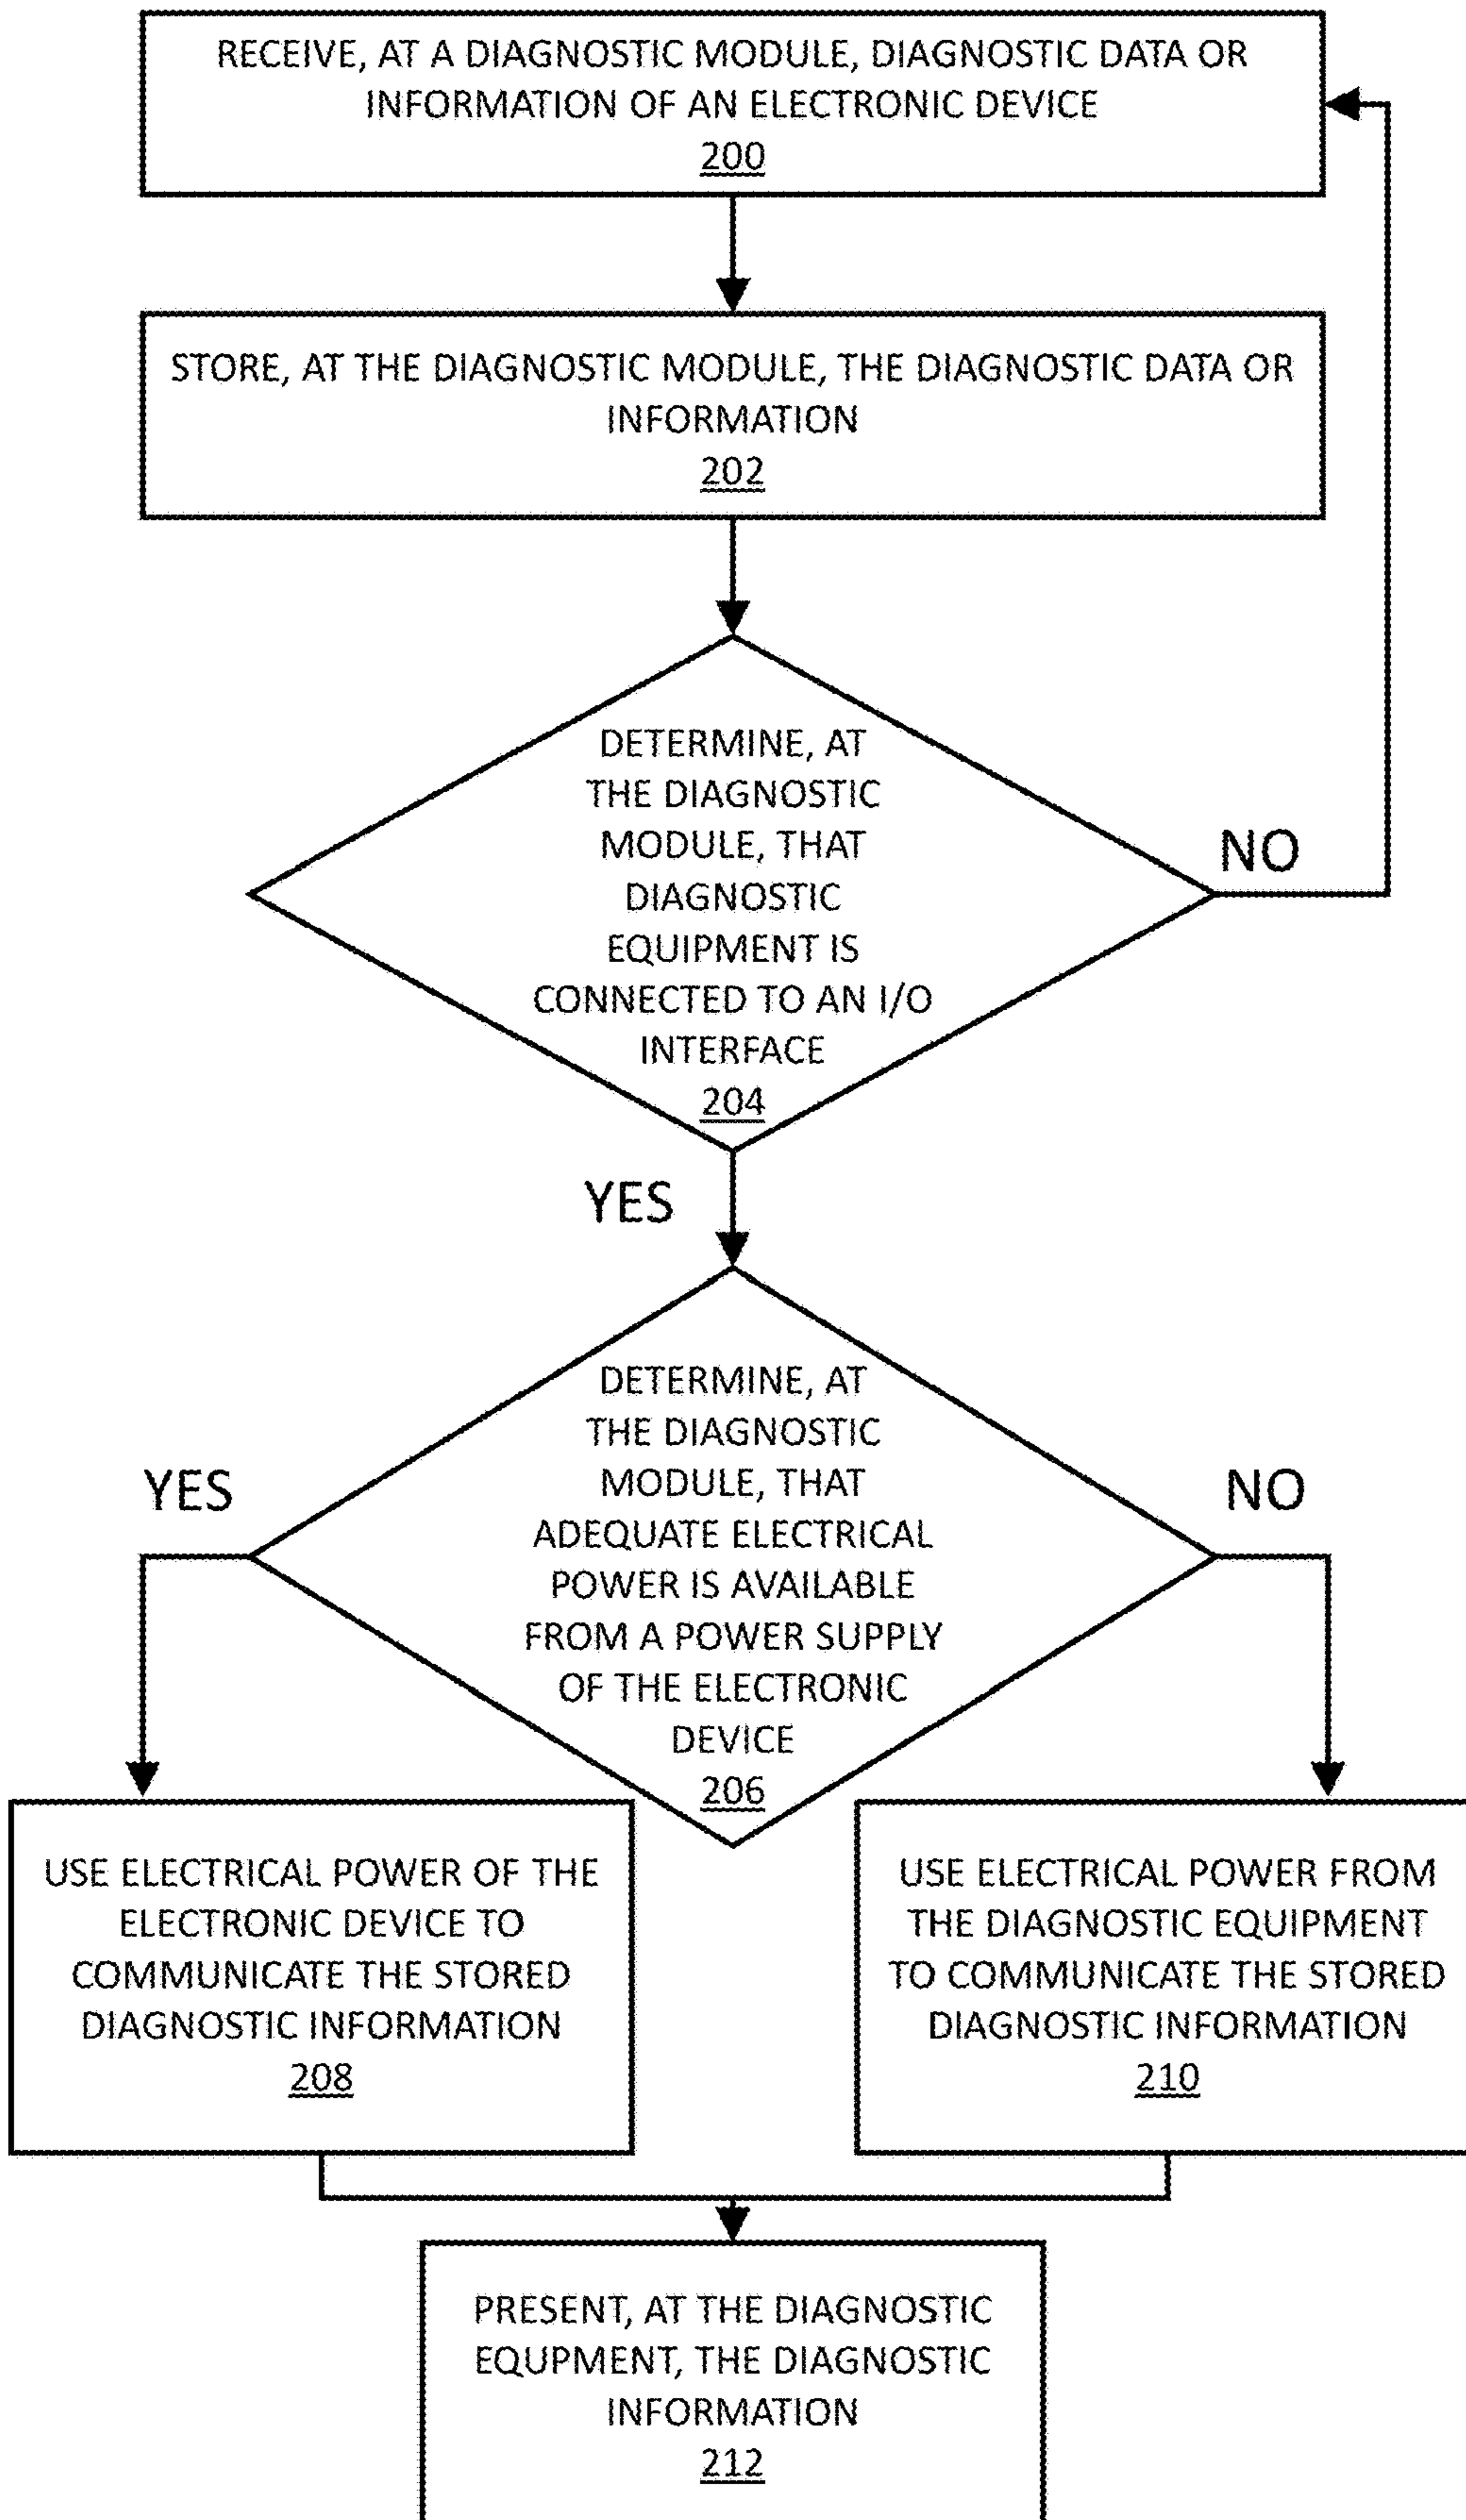 RECEIVE, AT A DIAGNOSTIC MODULE, DIAGNOSTIC DATA OR
INFORMATION OF AN ELECTRONIC DEVICE
200
STORE, AT THE DIAGNOSTIC MODULE, THE DIAGNOSTIC DATA OR
INFORMATION
202
DETERMINE, AT
THE DIAGNOSTIC
MODULE, THAT
DIAGNOSTIC
EQUIPMENT IS
CONNECTED TO AN I/O
INTERFACE
204
NO
YES
DETERMINE, AT
THE DIAGNOSTIC
MODULE, THAT
ADEQUATE ELECTRICAL
POWER IS AVAILABLE
FROM A POWER SUPPLY
OF THE ELECTRONIC
DEVICE
206
YES
NO
USE ELECTRICAL POWER OF THE
ELECTRONIC DEVICE TO
COMMUNICATE THE STORED
DIAGNOSTIC INFORMATION
208
USE ELECTRICAL POWER FROM
THE DIAGNOSTIC EQUIPMENT
TO COMMUNICATE THE STORED
DIAGNOSTIC INFORMATION
210
PRESENT, AT THE DIAGNOSTIC
EQUPMENT, THE DIAGNOSTIC
INFORMATION
212